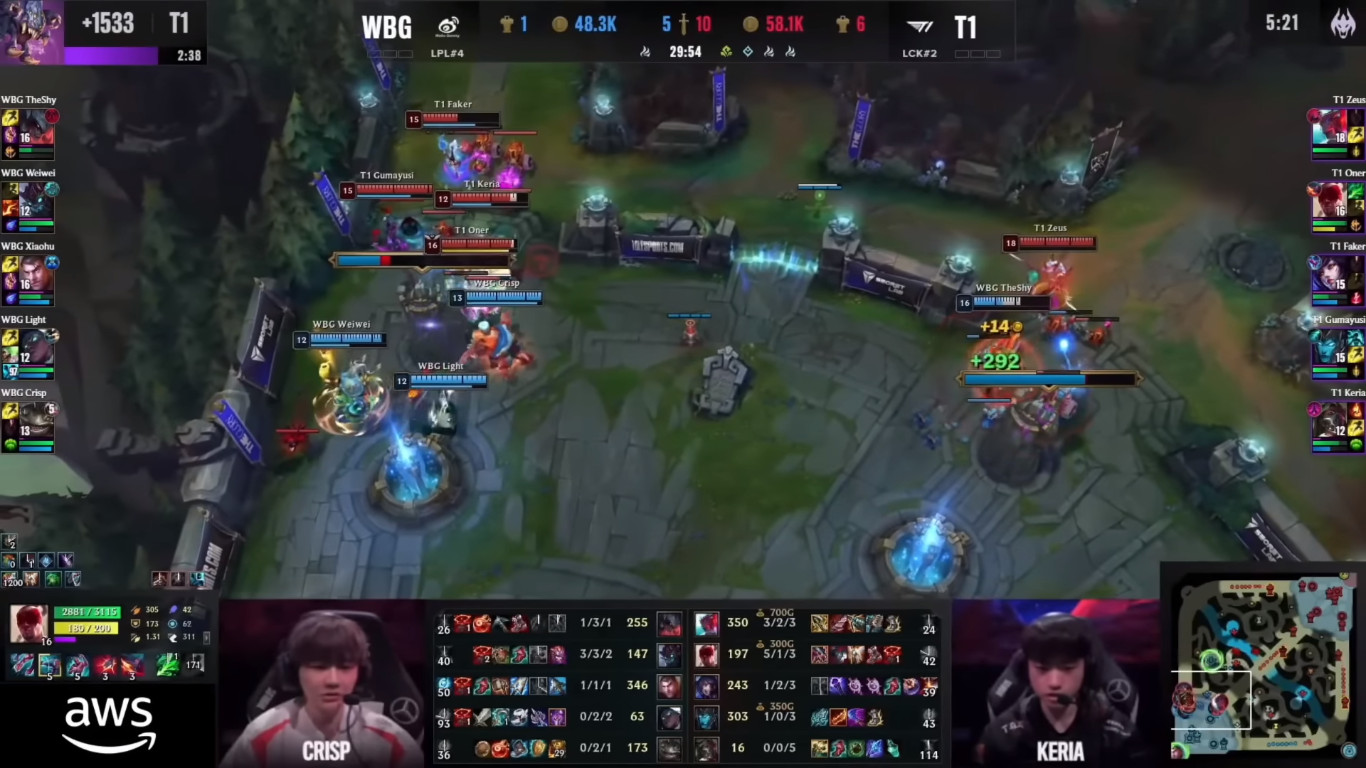 +1533 T1
2:38
WBG LPL#4 1 48.3K 5 10 58.1K 6 T1 LCK#2
29:54
5:21
WBG TheShy
16
WBG Weiwei
12
WBG Xiaohu
16
WBG Light
12
97
WBG Crisp
5
13
T1 Zeus
18
T1 Oner
16
T1 Faker
15
T1 Gumayusi
15
T1 Keria
12
T1 Faker
15
T1 Gumayusi
15
T1 Keria
12
T1 Oner
16
WBG Crisp
13
WBG Weiwei
12
WBG Light
12
T1 Zeus
18
WBG TheShy
16
+14
+292
SECRET LAB
2881 / 3115
180 / 200
16
305 42
173 62
1.31 311
171
aws
CRISP
26 1/3/1 255 350 700G 3/2/3 24
40 3/3/2 147 197 300G 5/1/3 42
50 1/1/1 346 243 1/2/3 39
93 0/2/2 63 303 350G 1/0/3 43
36 29 0/2/1 173 16 0/0/5 114
KERIA